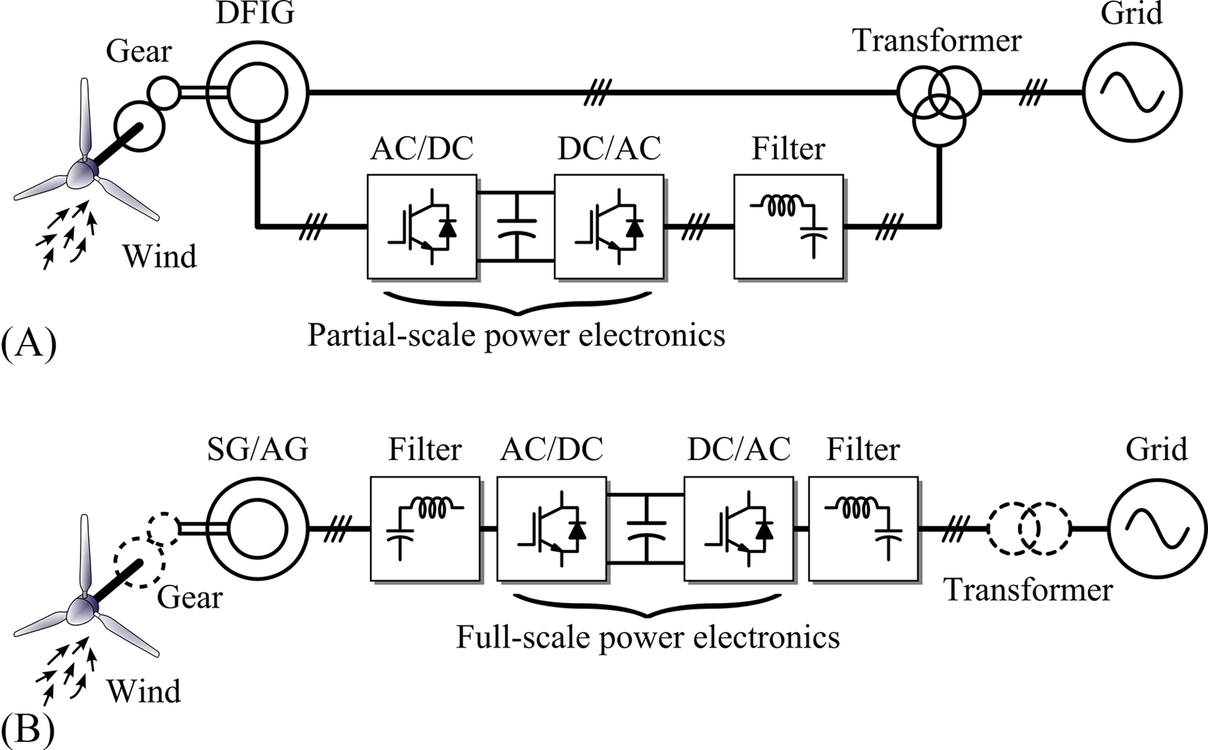 DFIG
Grid
Gear
Transformer
AC/DC
DC/AC
Filter
Wind
Partial-scale power electronics
(A)
SG/AG
Filter
AC/DC
DC/AC
Filter
Grid
Gear
Transformer
Full-scale power electronics
Wind
(B)